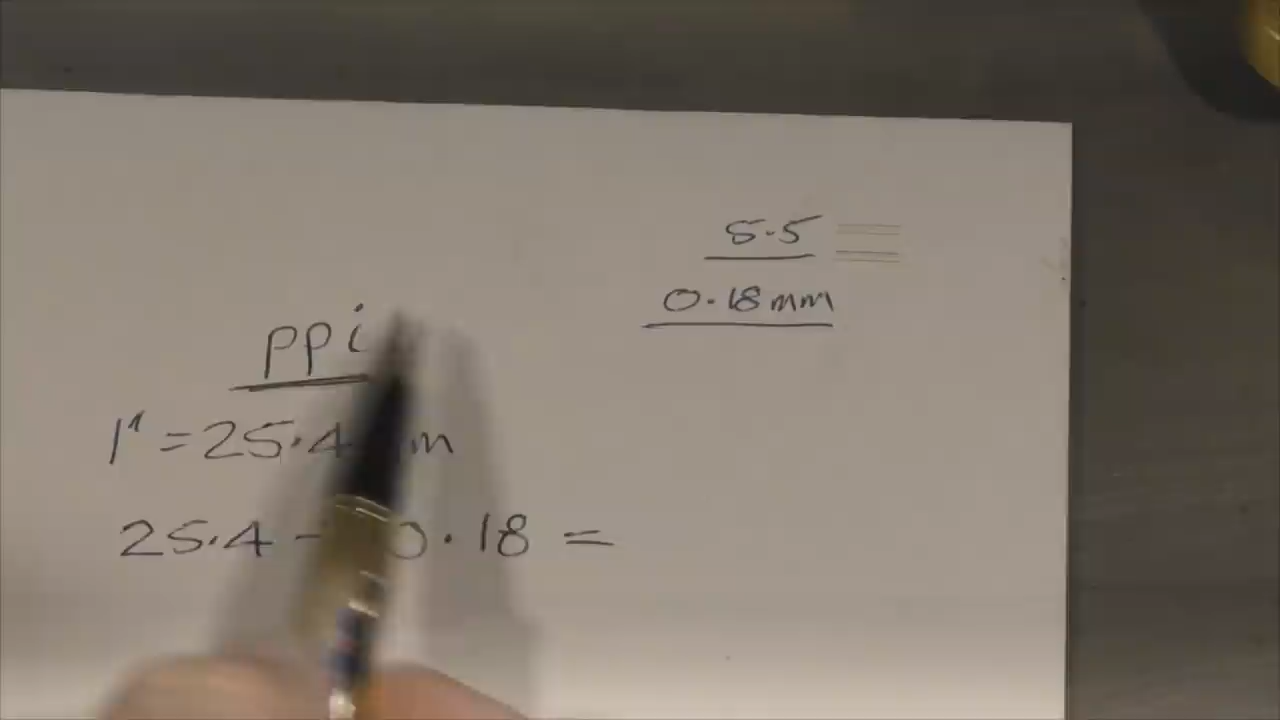 5.5
0.18mm
ppi
1" = 25.4 m
25.4 0.18 =